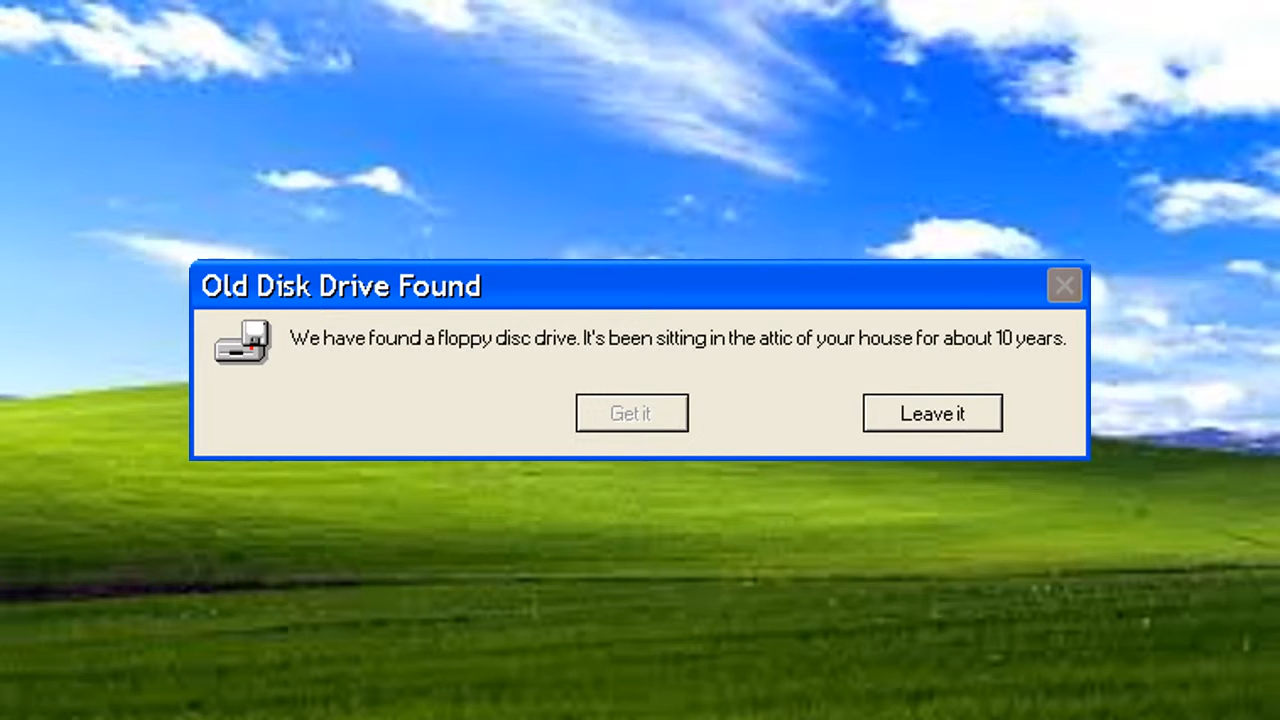 Old Disk Drive Found
We have found a floppy disc drive. It's been sitting in the attic of your house for about 10 years.
Get it
Leave it